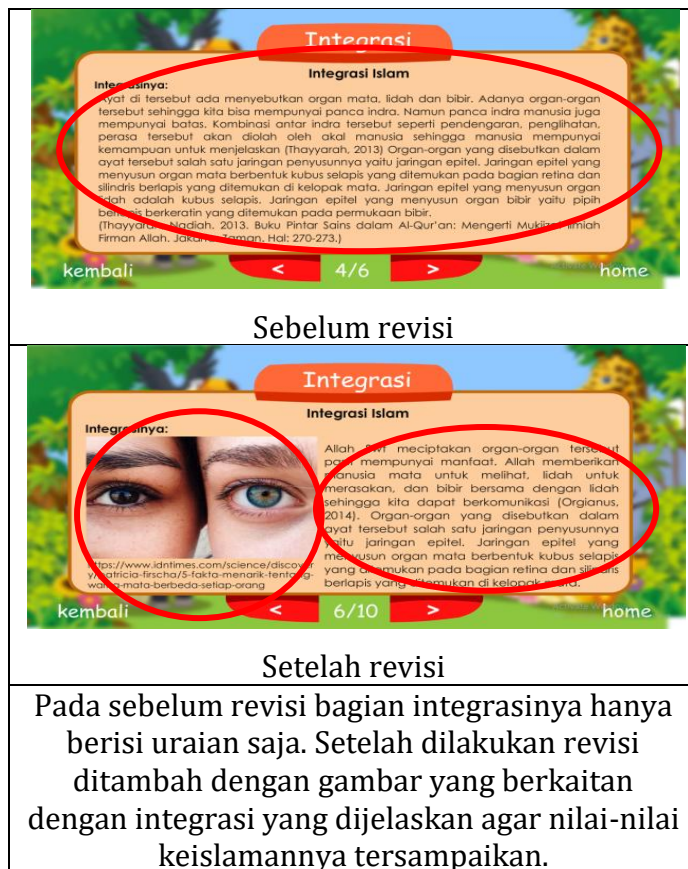 Integrasi
Integrasi Islam
Integrasinya:
Ayat di tersebut ada menyebutkan organ mata, lidah dan bibir. Adanya organ-organ
tersebut sehingga kita bisa mempunyai panca indra. Namun panca indra manusia juga
mempunyai batas. Kombinasi antar indra tersebut seperti pendengaran, penglihatan,
perasa tersebut akan diolah oleh akal manusia sehingga manusia mempunyai
kemampuan untuk menjelaskan (Thayyarah, 2013) Organ-organ yang disebutkan dalam
ayat tersebut salah satu jaringan penyusunnya yaitu jaringan epitel. Jaringan epitel yang
menyusun organ mata berbentuk kubus selapis yang ditemukan pada bagian retina dan
silindris berlapis yang ditemukan di kelopak mata. Jaringan epitel yang menyusun organ
lidah adalah kubus selapis. Jaringan epitel yang menyusun organ bibir yaitu pipih
berlapis berkeratin yang ditemukan pada permukaan bibir.
(Thayyarah, Nadiah. 2013. Buku Pintar Sains dalam Al-Qur'an: Mengerti Mukjizat Ilmiah
Firman Allah. Jakarta: Zaman. Hal: 270-273.)
kembali < 4/6 > home
Sebelum revisi
Integrasi
Integrasi Islam
Integrasinya:
Allah SWT meciptakan organ-organ tersebut
pasti mempunyai manfaat. Allah memberikan
manusia mata untuk melihat, lidah untuk
merasakan, dan bibir bersama dengan lidah
sehingga kita dapat berkomunikasi (Orgianus,
2014). Organ-organ yang disebutkan dalam
ayat tersebut salah satu jaringan penyusunnya
yaitu jaringan epitel. Jaringan epitel yang
menyusun organ mata berbentuk kubus selapis
yang ditemukan pada bagian retina dan silindris
berlapis yang ditemukan di kelopak mata.
https://www.idntimes.com/science/discover
y/patricia-firscha/5-fakta-menarik-tentang-
warna-mata-berbeda-setiap-orang
kembali < 6/10 > home
Setelah revisi
Pada sebelum revisi bagian integrasinya hanya
berisi uraian saja. Setelah dilakukan revisi
ditambah dengan gambar yang berkaitan
dengan integrasi yang dijelaskan agar nilai-nilai
keislamannya tersampaikan.